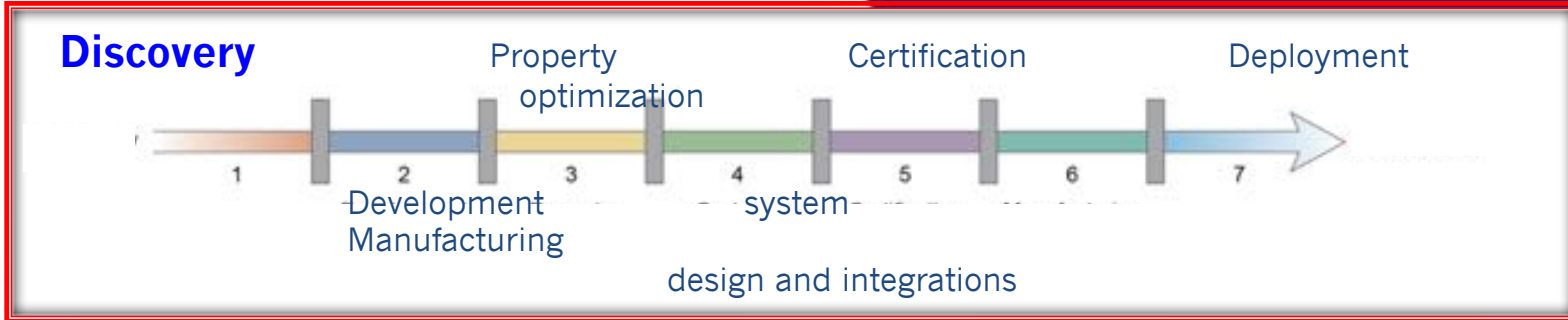 Discovery Property Certification Deployment
optimization
1 2 3 4 5 6 7
Development system
Manufacturing
design and integrations